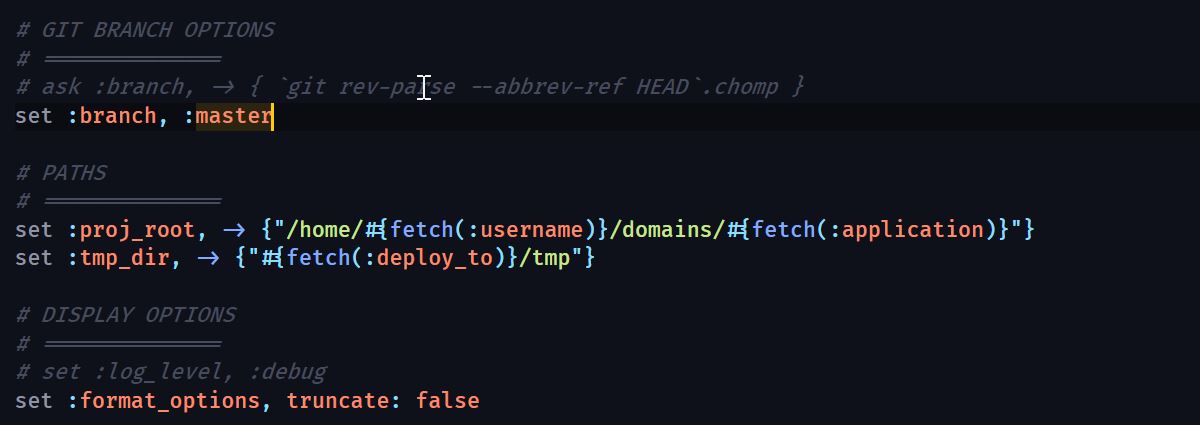 # GIT BRANCH OPTIONS
# =================
# ask :branch, -> { `git rev-parse --abbrev-ref HEAD`.chomp }
set :branch, :master
# PATHS
# =================
set :proj_root, -> {"/home/#{fetch(:username)}/domains/#{fetch(:application)}"}
set :tmp_dir, -> {"#{fetch(:deploy_to)}/tmp"}
# DISPLAY OPTIONS
# =================
# set :log_level, :debug
set :format_options, truncate: false